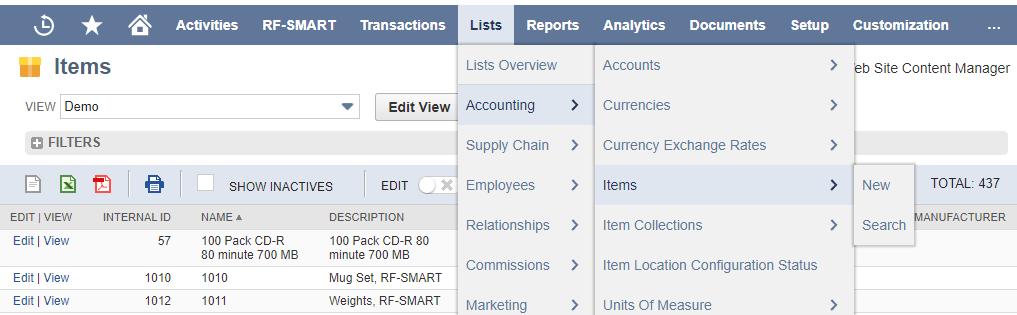 Activities RF-SMART Transactions Lists Reports Analytics Documents Setup Customization ...
Items
Lists Overview
Accounts
eb Site Content Manager
VIEW Demo Edit View
Accounting
Currencies
FILTERS
Supply Chain
Currency Exchange Rates
SHOW INACTIVES EDIT
Employees
Items
New
TOTAL: 437
EDIT | VIEW INTERNAL ID NAME DESCRIPTION
Relationships
Item Collections
Search
MANUFACTURER
Edit | View 57 100 Pack CD-R 100 Pack CD-R 80
80 minute 700 MB minute 700 MB
Commissions
Item Location Configuration Status
Edit | View 1010 1010 Mug Set, RF-SMART
Edit | View 1012 1011 Weights, RF-SMART
Marketing
Units Of Measure